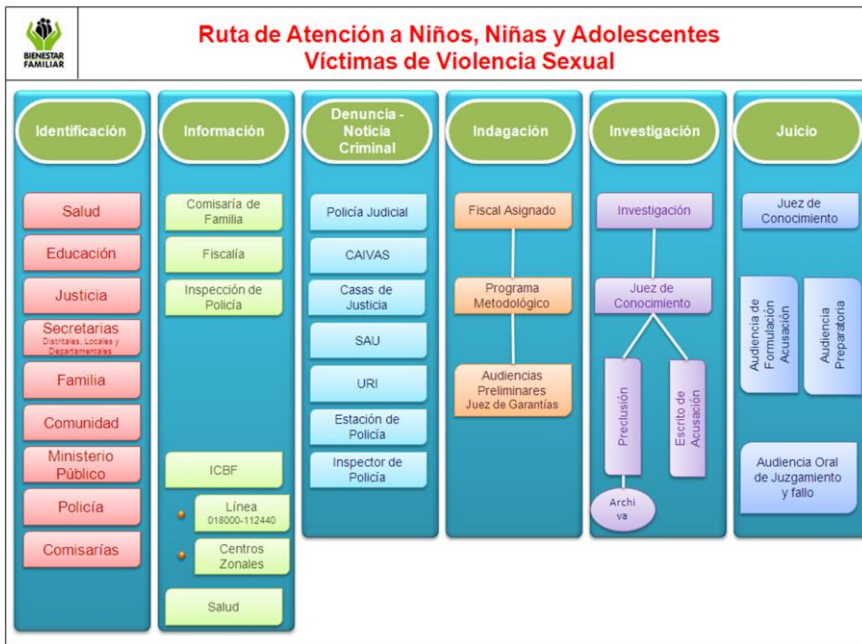 BIENESTAR
FAMILIAR
Ruta de Atención a Niños, Niñas y Adolescentes
Víctimas de Violencia Sexual
Identificación
Salud
Educación
Justicia
Secretarias
Distritales, Locales y
Departamentales
Familia
Comunidad
Ministerio
Público
Policía
Comisarías
Información
Comisaría de
Familia
Fiscalía
Inspección de
Policía
ICBF
Línea
018000-112440
Centros
Zonales
Salud
Denuncia -
Noticia
Criminal
Policía Judicial
CAIVAS
Casas de
Justicia
SAU
URI
Estación de
Policía
Inspector de
Policía
Indagación
Fiscal Asignado
Programa
Metodológico
Audiencias
Preliminares
Juez de Garantías
Investigación
Investigación
Juez de
Conocimiento
Preclusión
Escrito de
Acusación
Archi
va
Juicio
Juez de
Conocimiento
Audiencia de
Formulación
Acusación
Audiencia
Preparatoria
Audiencia Oral
de Juzgamiento
y fallo